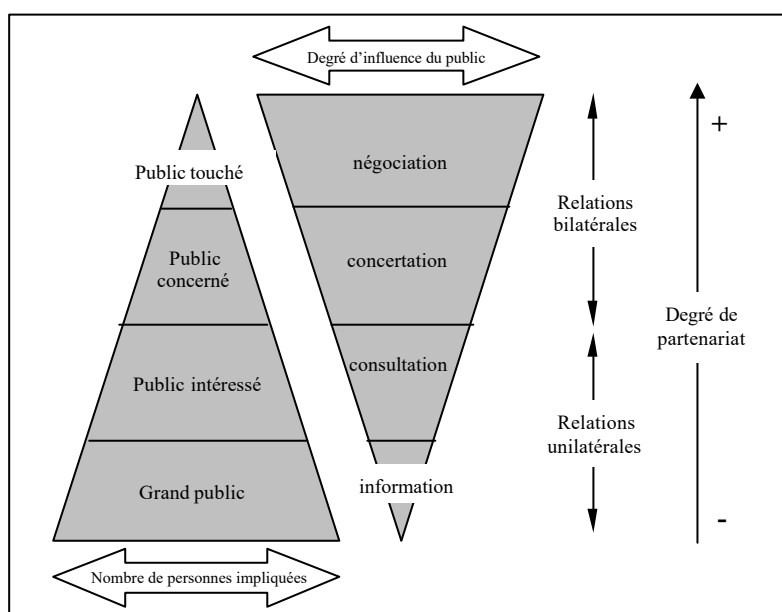 Degré d’influence du public
Public touché
Public
concerné
Public intéressé
Grand public
Nombre de personnes impliquées
négociation
concertation
consultation
information
Relations
bilatérales
Relations
unilatérales
+
Degré de
partenariat
-